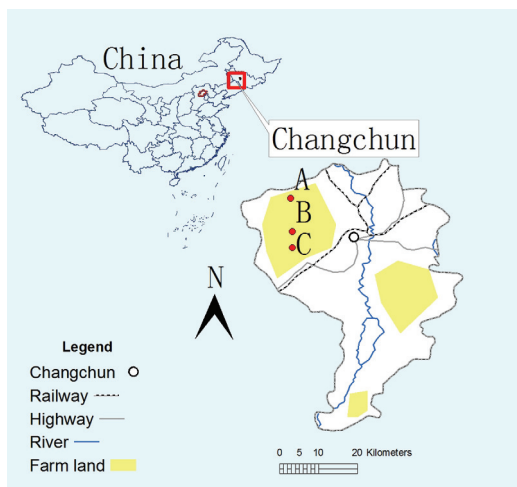 China
Changchun
A
B
C
N
Legend
Changchun
Railway
Highway
River
Farm land
0 5 10 20 Kilometers